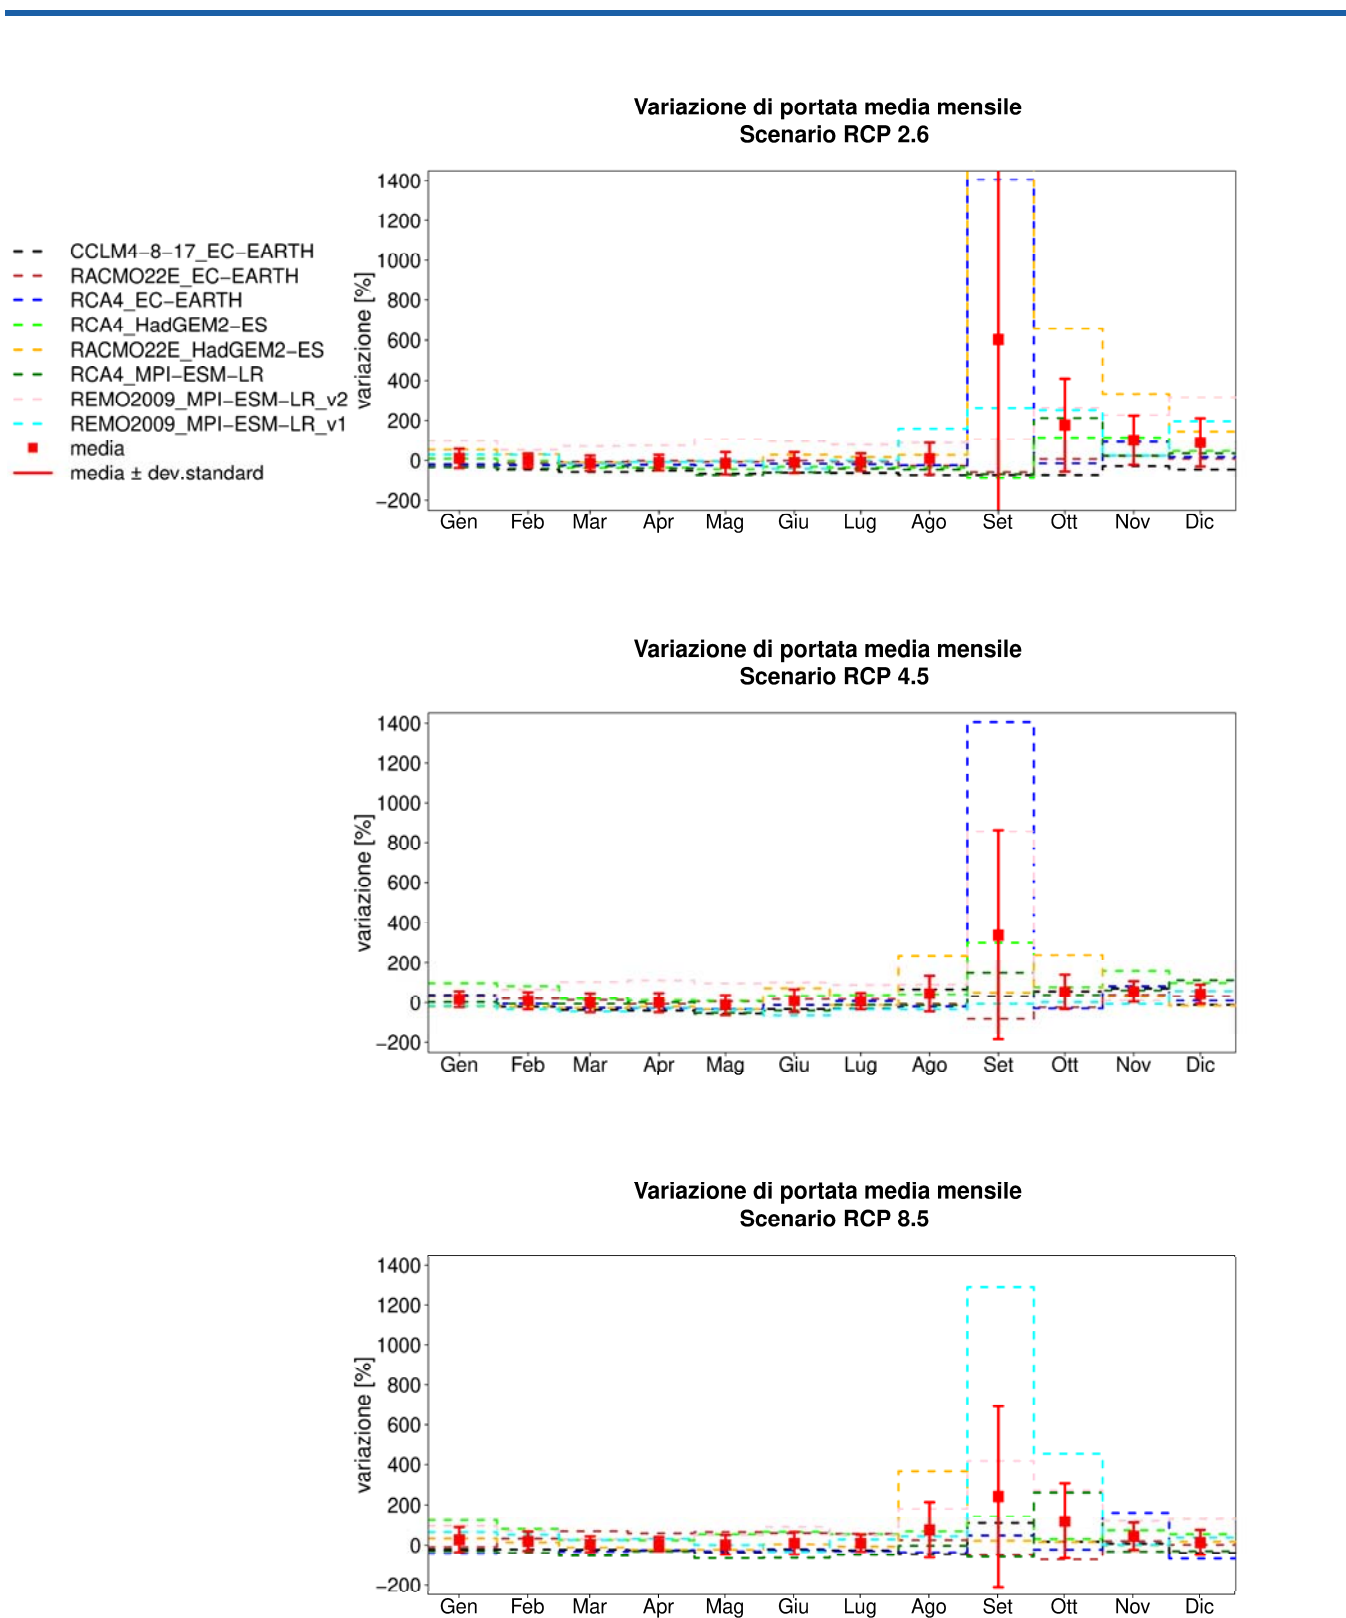 Variazione di portata media mensile
Scenario RCP 2.6
CCLM4−8−17_EC−EARTH
RACMO22E_EC−EARTH
RCA4_EC−EARTH
RCA4_HadGEM2−ES
RACMO22E_HadGEM2−ES
RCA4_MPI−ESM−LR
REMO2009_MPI−ESM−LR_v2
REMO2009_MPI−ESM−LR_v1
media
media ± dev.standard
variazione [%]
1400
1200
1000
800
600
400
200
0
−200
Gen Feb Mar Apr Mag Giu Lug Ago Set Ott Nov Dic
Variazione di portata media mensile
Scenario RCP 4.5
variazione [%]
1400
1200
1000
800
600
400
200
0
−200
Gen Feb Mar Apr Mag Giu Lug Ago Set Ott Nov Dic
Variazione di portata media mensile
Scenario RCP 8.5
variazione [%]
1400
1200
1000
800
600
400
200
0
−200
Gen Feb Mar Apr Mag Giu Lug Ago Set Ott Nov Dic